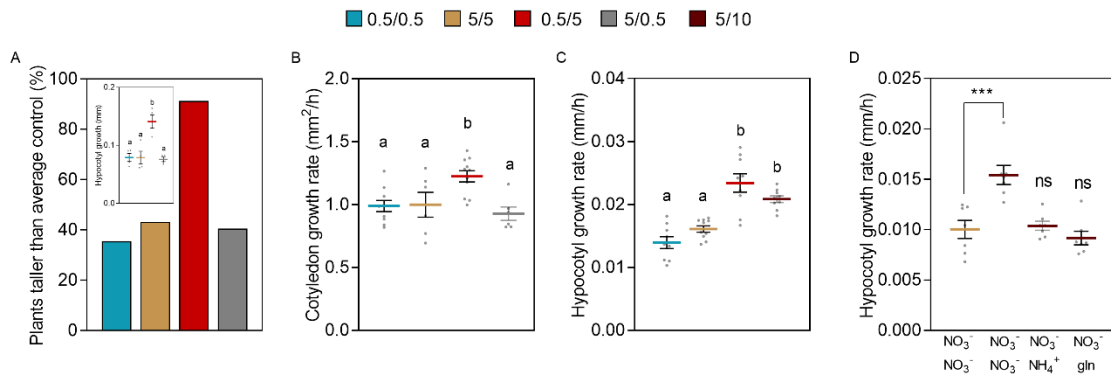 0.5/0.5 5/5 0.5/5 5/0.5 5/10
A
Plants taller than average control (%)
100
80
60
40
20
0
Hypocotyl growth (mm)
0.2
0.1
0.0
a a b a
B
Cotyledon growth rate (mm²/h)
2.0
1.5
1.0
0.5
0.0
a a b a
C
Hypocotyl growth rate (mm/h)
0.04
0.03
0.02
0.01
0.00
a a b b
D
Hypocotyl growth rate (mm/h)
0.025
0.020
0.015
0.010
0.005
0.000
*** ns ns
NO₃⁻ NO₃⁻ NO₃⁻ NO₃⁻
NO₃⁻ NO₃⁻ NH₄⁺ gln